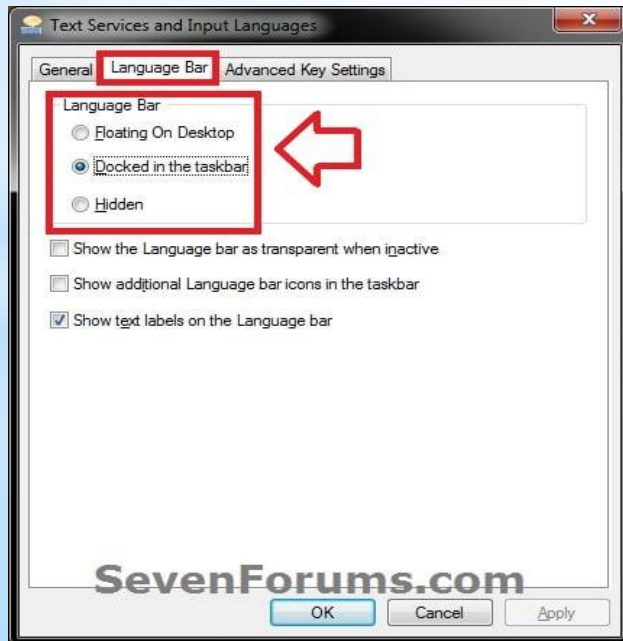 Text Services and Input Languages
General Language Bar Advanced Key Settings
Language Bar
Floating On Desktop
Docked in the taskbar
Hidden
Show the Language bar as transparent when inactive
Show additional Language bar icons in the taskbar
Show text labels on the Language bar
SevenForums.com
OK Cancel Apply